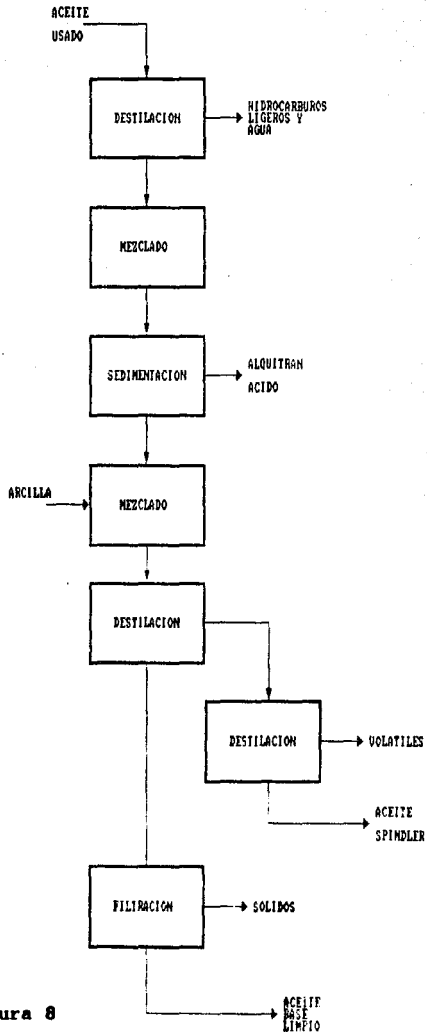 ACEITE
USADO
DESTILACION
HIDROCARBUROS
LIGEROS Y
AGUA
MEZCLADO
SEDIMENTACION
ALQUITRAN
ACIDO
ARCILLA
MEZCLADO
DESTILACION
DESTILACION
VOLATILES
ACEITE
SPINDLER
FILTRACION
SOLIDOS
ACEITE
BASE
LIMPIO
ura 8